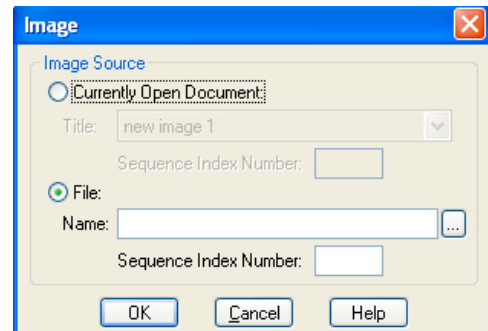 Image
Image Source
Currently Open Document:
Title: new image 1
Sequence Index Number:
File:
Name: ...
Sequence Index Number:
OK Cancel Help